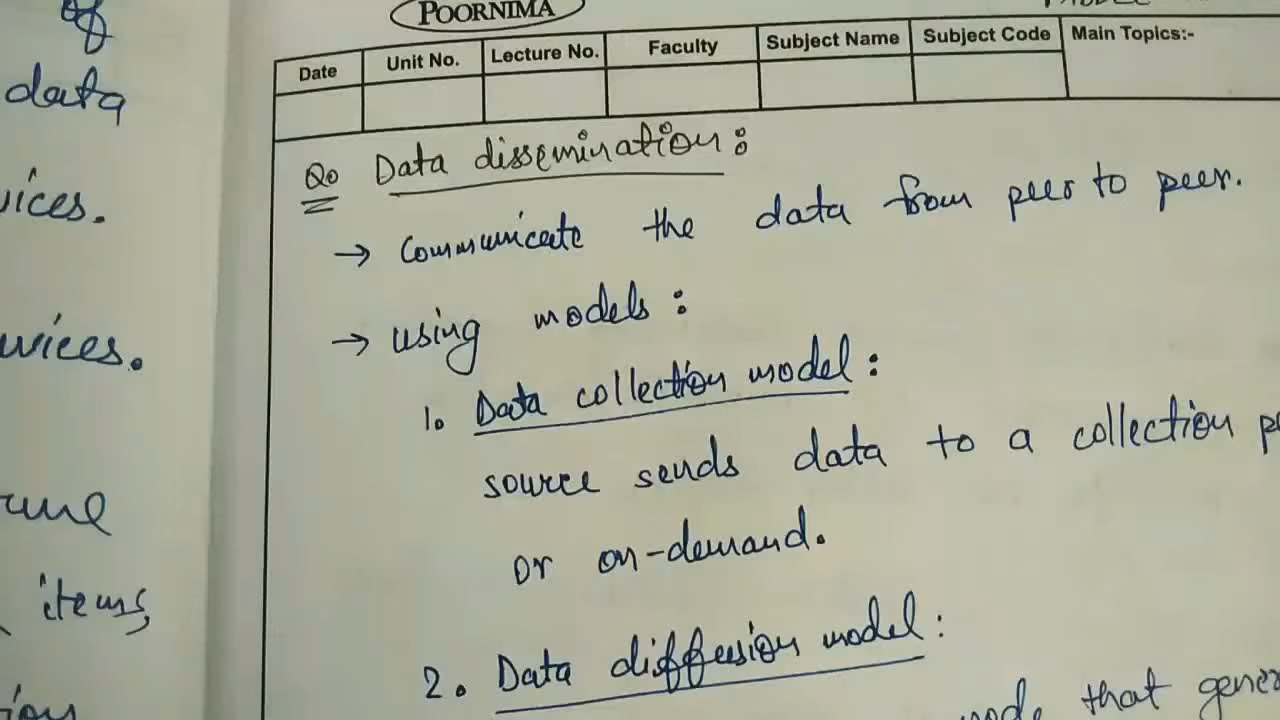 of
data
vices.
vices.
items,
POORNIMA
Date Unit No. Lecture No. Faculty Subject Name Subject Code Main Topics:-
Qo Data dissemination:
→ Communicate the data from peer to peer.
→ using models:
1. Data collection model:
source sends data to a collection
or on-demand.
2. Data diffusion model:
node that gener